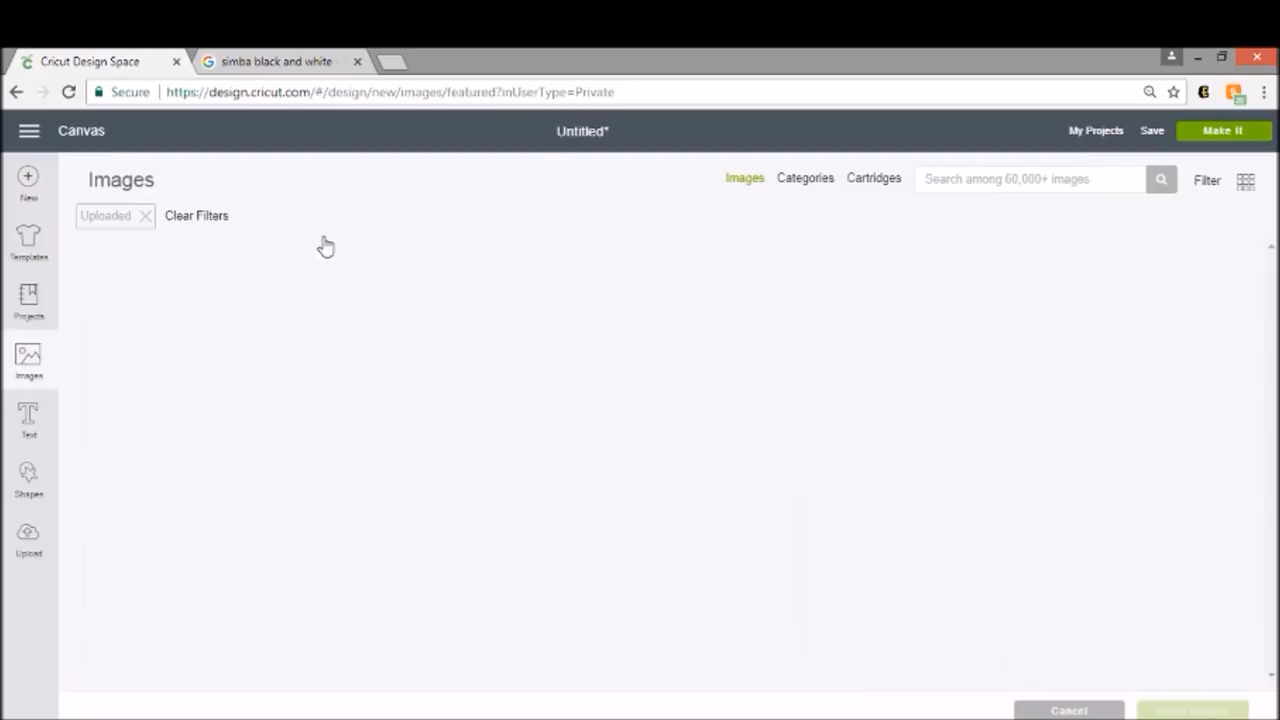 Cricut Design Space
simba black and white
Secure
https://design.cricut.com/#/design/new/images/featured?inUserType=Private
Canvas
Untitled*
My Projects
Save
Make It
New
Templates
Projects
Images
Text
Shapes
Upload
Images
Images
Categories
Cartridges
Search among 60,000+ images
Filter
Uploaded
Clear Filters
Cancel